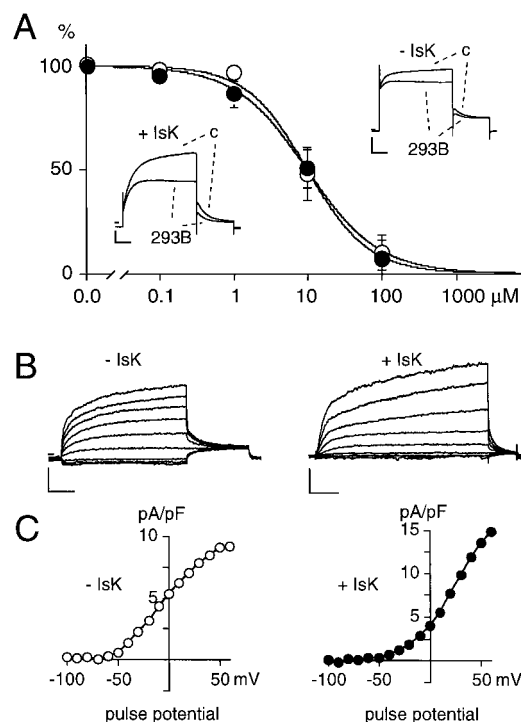 A
%
100
50
0
- IsK
c
293B
+ IsK
c
293B
0.0
0.1
1
10
100
1000 µM
B
- IsK
+ IsK
C
pA/pF
10
5
- IsK
-100
-50
50 mV
pulse potential
pA/pF
15
10
5
+ IsK
-100
-50
50 mV
pulse potential